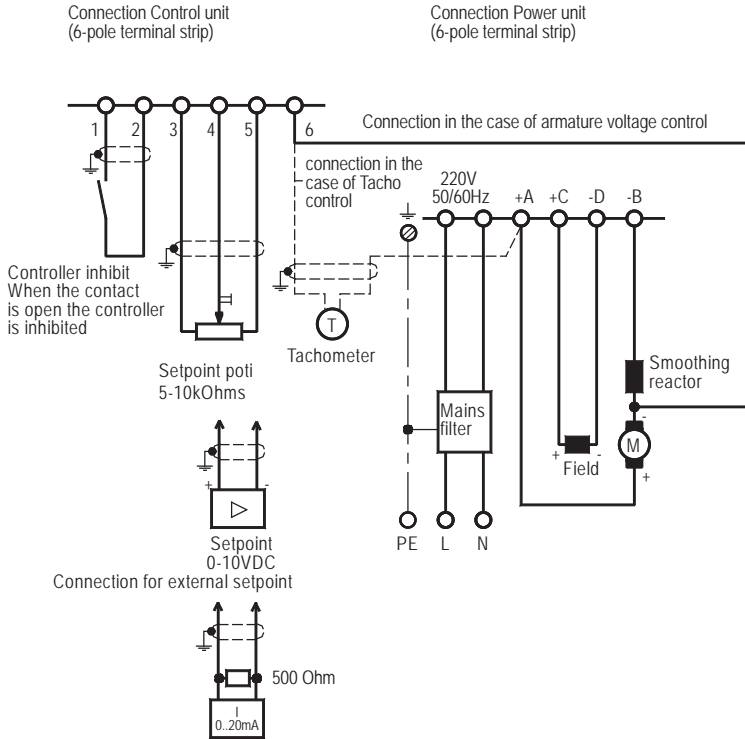 Connection Control unit
(6-pole terminal strip)
Connection Power unit
(6-pole terminal strip)
1 2 3 4 5 6
Connection in the case of armature voltage control
connection in the
case of Tacho
control
220V
50/60Hz
+A +C -D -B
Controller inhibit
When the contact
is open the controller
is inhibited
T
Tachometer
Setpoint poti
5-10kOhms
Smoothing
reactor
Mains
filter
-
M
+
+ -
Field
+ -
Setpoint
0-10VDC
PE L N
Connection for external setpoint
500 Ohm
I
0..20mA